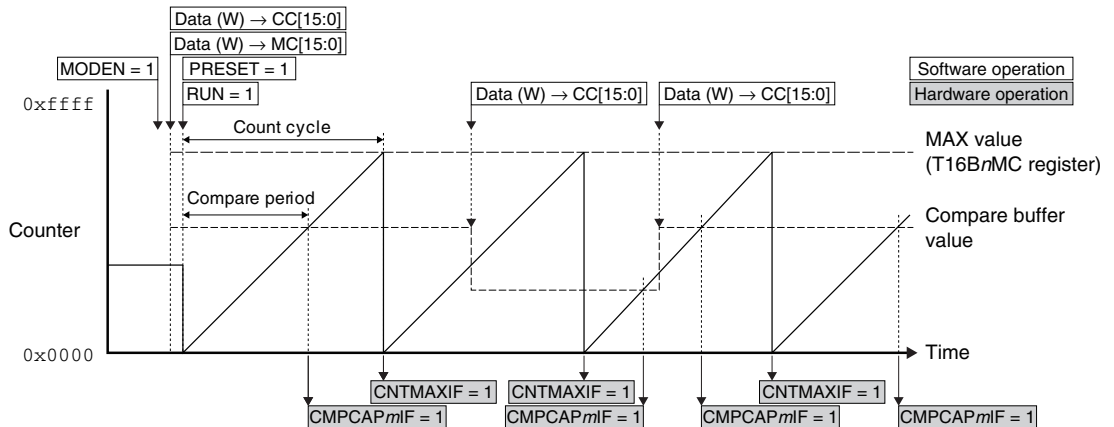 Data (W) → CC[15:0]
Data (W) → MC[15:0]
MODEN = 1
PRESET = 1
Software operation
0xffff
RUN = 1
Data (W) → CC[15:0]
Data (W) → CC[15:0]
Hardware operation
Count cycle
MAX value
(T16BnMC register)
Compare period
Counter
Compare buffer
value
0x0000
Time
CNTMAXIF = 1
CNTMAXIF = 1
CNTMAXIF = 1
CMPCAPmIF = 1
CMPCAPmIF = 1
CMPCAPmIF = 1
CMPCAPmIF = 1